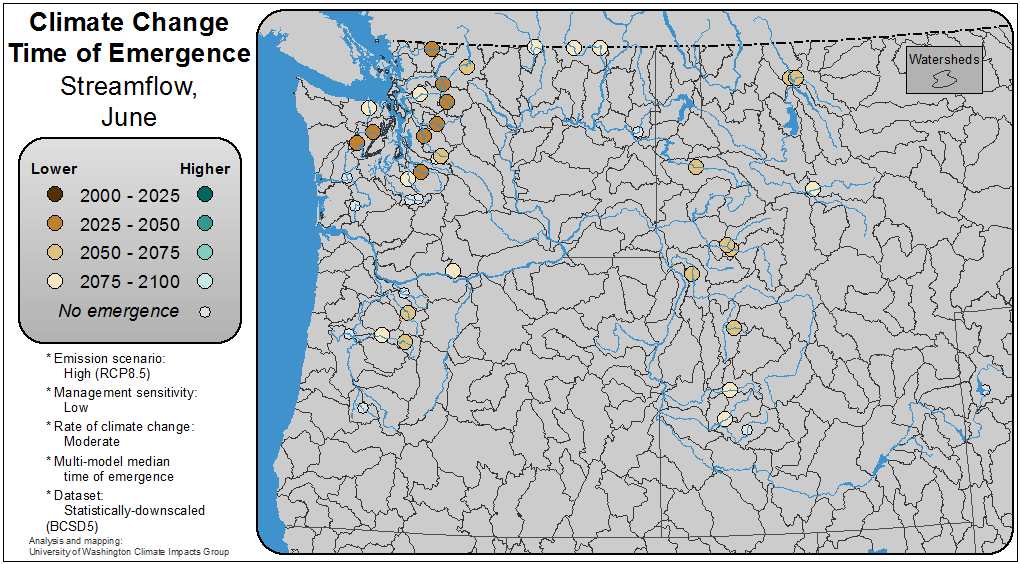 Climate Change
Time of Emergence
Streamflow,
June
Lower Higher
2000 - 2025
2025 - 2050
2050 - 2075
2075 - 2100
No emergence
* Emission scenario:
High (RCP8.5)
* Management sensitivity:
Low
* Rate of climate change:
Moderate
* Multi-model median
time of emergence
* Dataset:
Statistically-downscaled
(BCSD5)
Analysis and mapping:
University of Washington Climate Impacts Group
Watersheds